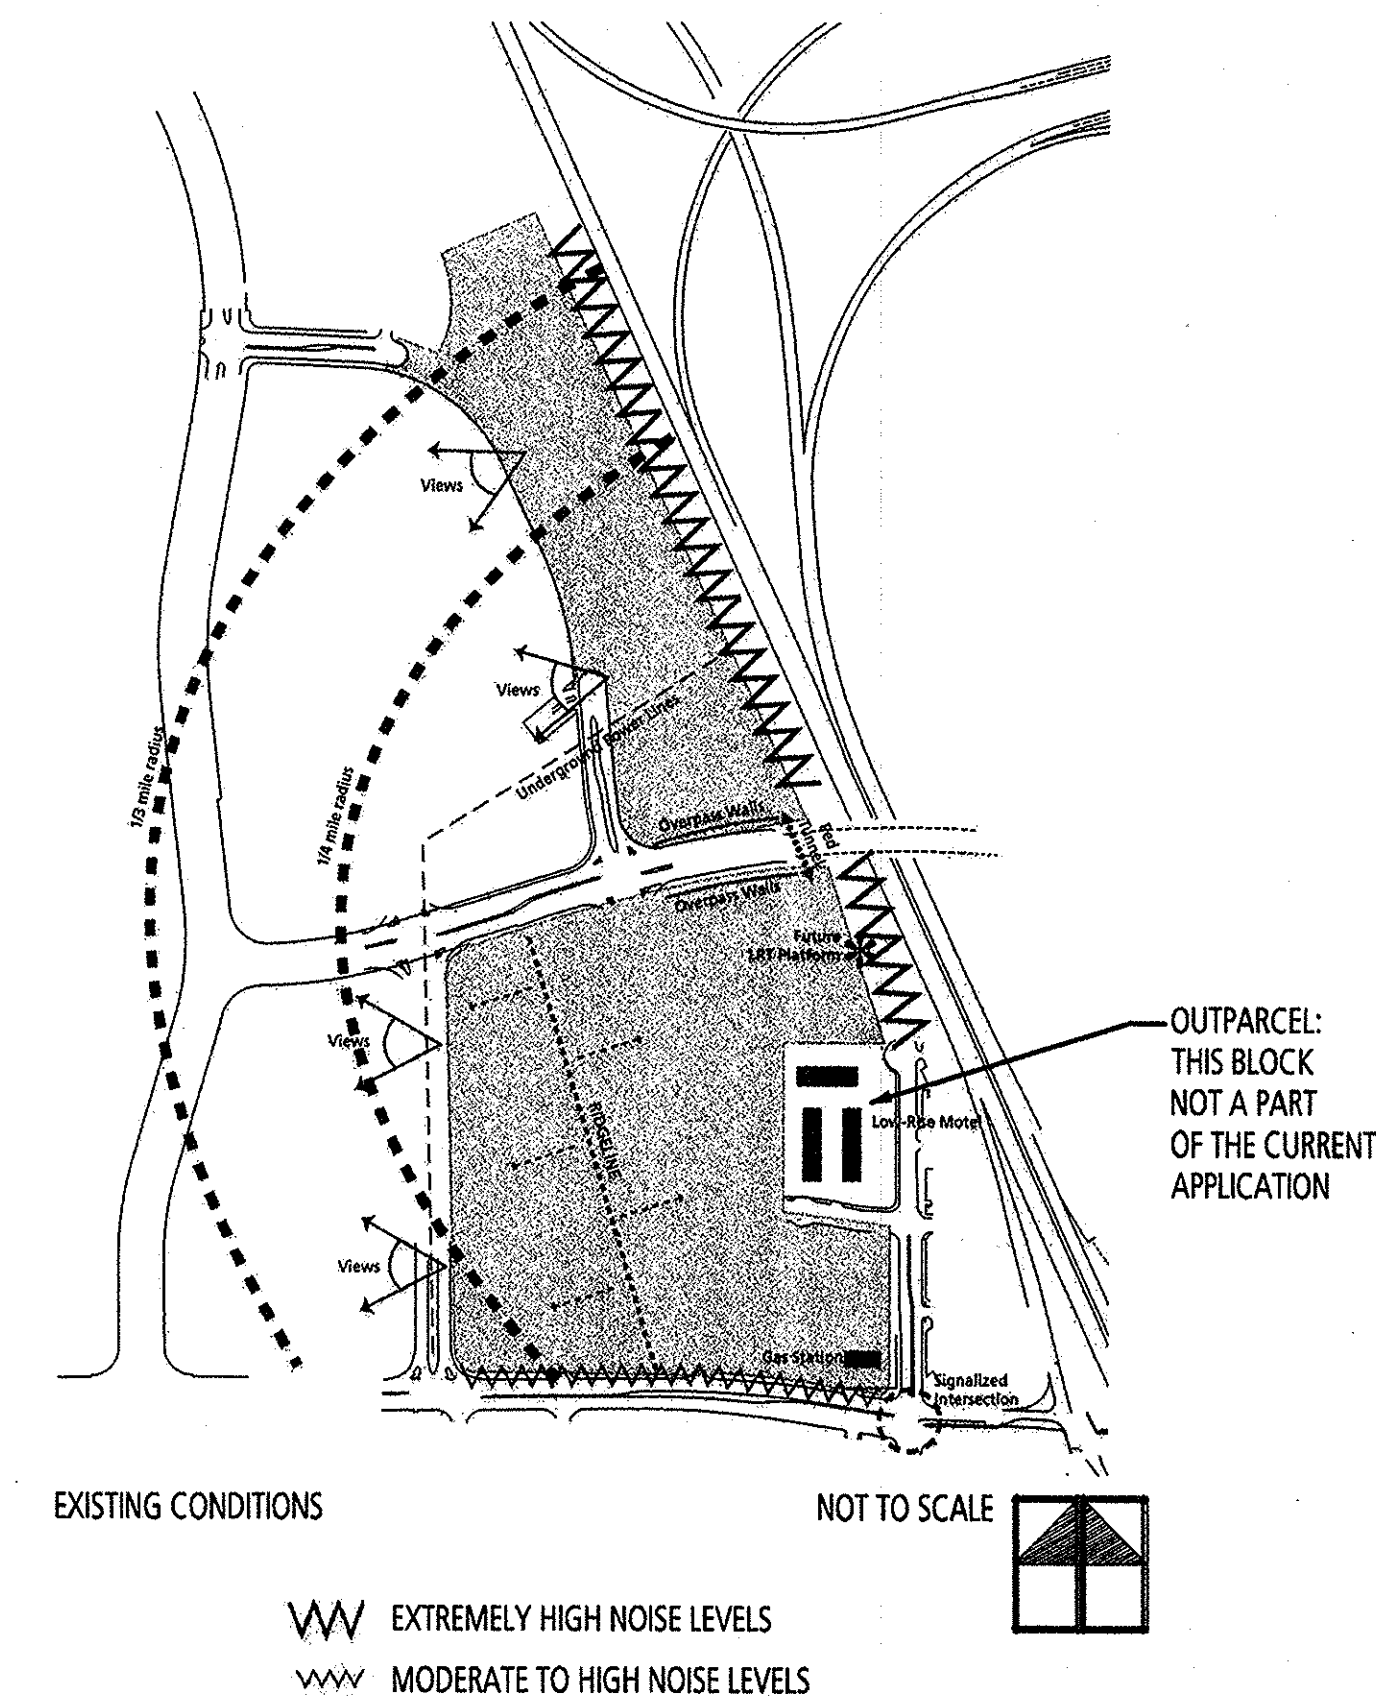 Views
Views
Underground Power Lines
1/3 mile radius
1/4 mile radius
Overpass Walls
Ped
Tunnel
Overpass Walls
Future
LRT Platform
Views
OUTPARCEL:
THIS BLOCK
NOT A PART
OF THE CURRENT
APPLICATION
Low-Rise Motel
RIDGELINE
Views
Gas Station
Signalized
Intersection
EXISTING CONDITIONS
NOT TO SCALE
EXTREMELY HIGH NOISE LEVELS
MODERATE TO HIGH NOISE LEVELS